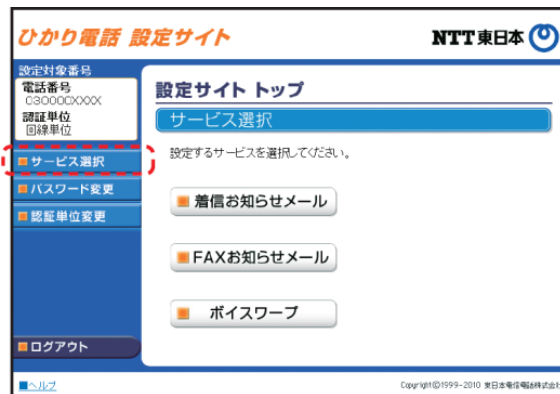 ひかり電話 設定サイト
NTT東日本
設定対象番号
電話番号
030000XXXX
認証単位
回線単位
サービス選択
パスワード変更
認証単位変更
ログアウト
設定サイト トップ
サービス選択
設定するサービスを選択してください。
着信お知らせメール
FAXお知らせメール
ボイスワープ
ヘルプ
Copyright©1999-2010 東日本電信電話株式会社